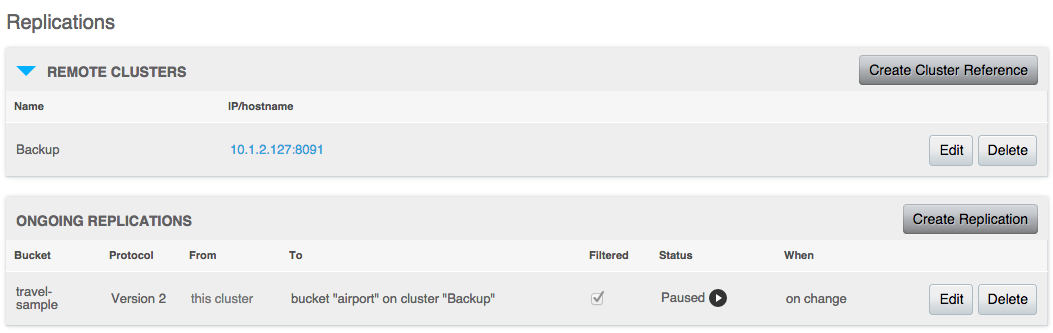 Replications
REMOTE CLUSTERS Create Cluster Reference
Name IP/hostname
Backup 10.1.2.127:8091 Edit Delete
ONGOING REPLICATIONS Create Replication
Bucket Protocol From To Filtered Status When
travel-
sample Version 2 this cluster bucket "airport" on cluster "Backup" Paused on change Edit Delete